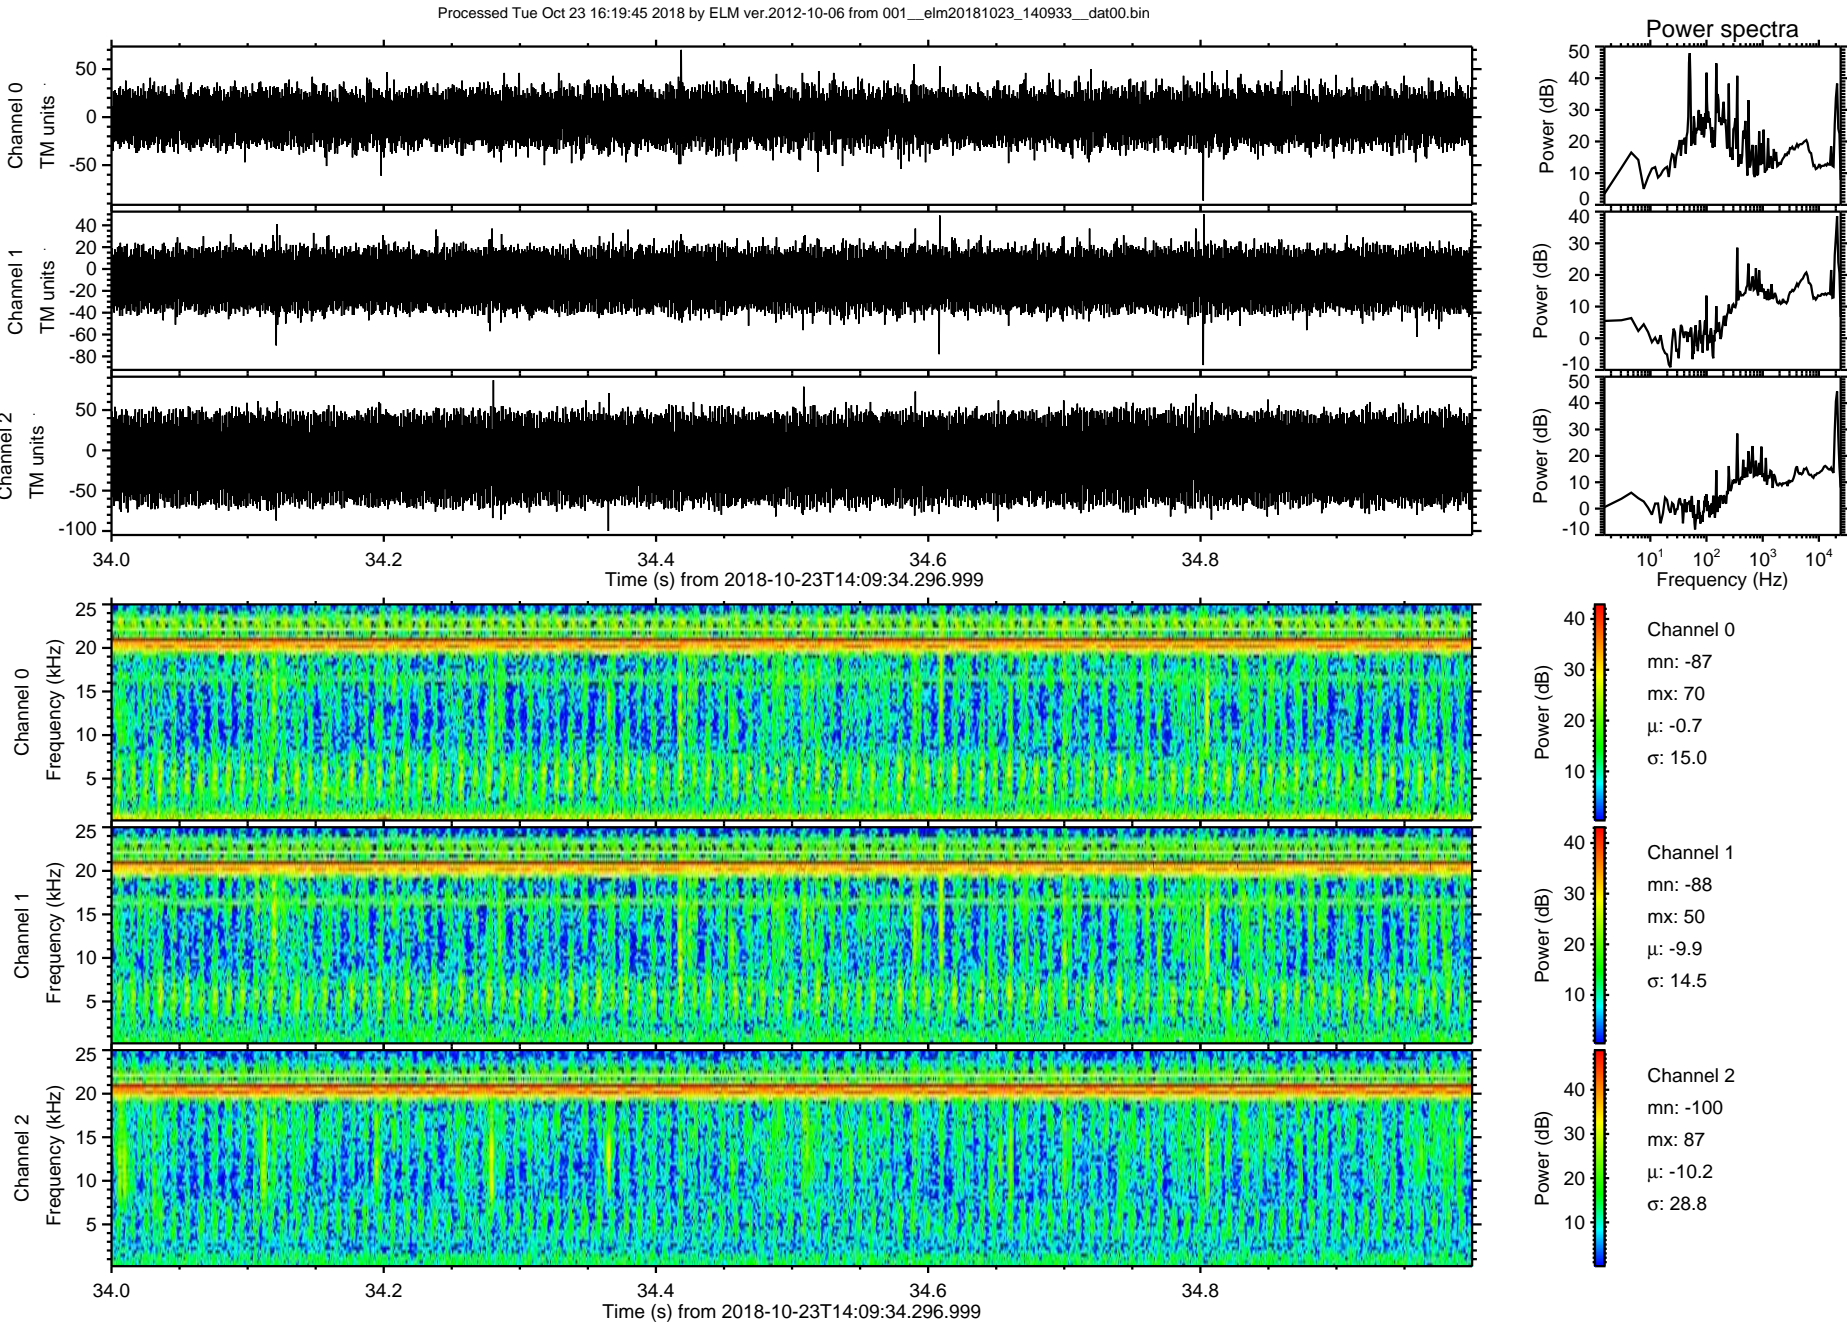 Processed Tue Oct 23 16:19:45 2018 by ELM ver.2012-10-06 from 001__elm20181023_140933__dat00.bin
Power spectra
Channel 0
TM units
50
0
-50
Power (dB)
50
40
30
20
10
0
Channel 1
TM units
40
20
0
-20
-40
-60
-80
Power (dB)
40
30
20
10
0
-10
Channel 2
TM units
50
0
-50
-100
Power (dB)
50
40
30
20
10
0
-10
34.0 34.2 34.4 34.6 34.8
Time (s) from 2018-10-23T14:09:34.296.999
10^1 10^2 10^3 10^4
Frequency (Hz)
Channel 0
Frequency (kHz)
25
20
15
10
5
Power (dB)
40
30
20
10
Channel 0
mn: -87
mx: 70
μ: -0.7
σ: 15.0
Channel 1
Frequency (kHz)
25
20
15
10
5
Power (dB)
40
30
20
10
Channel 1
mn: -88
mx: 50
μ: -9.9
σ: 14.5
Channel 2
Frequency (kHz)
25
20
15
10
5
Power (dB)
40
30
20
10
Channel 2
mn: -100
mx: 87
μ: -10.2
σ: 28.8
34.0 34.2 34.4 34.6 34.8
Time (s) from 2018-10-23T14:09:34.296.999